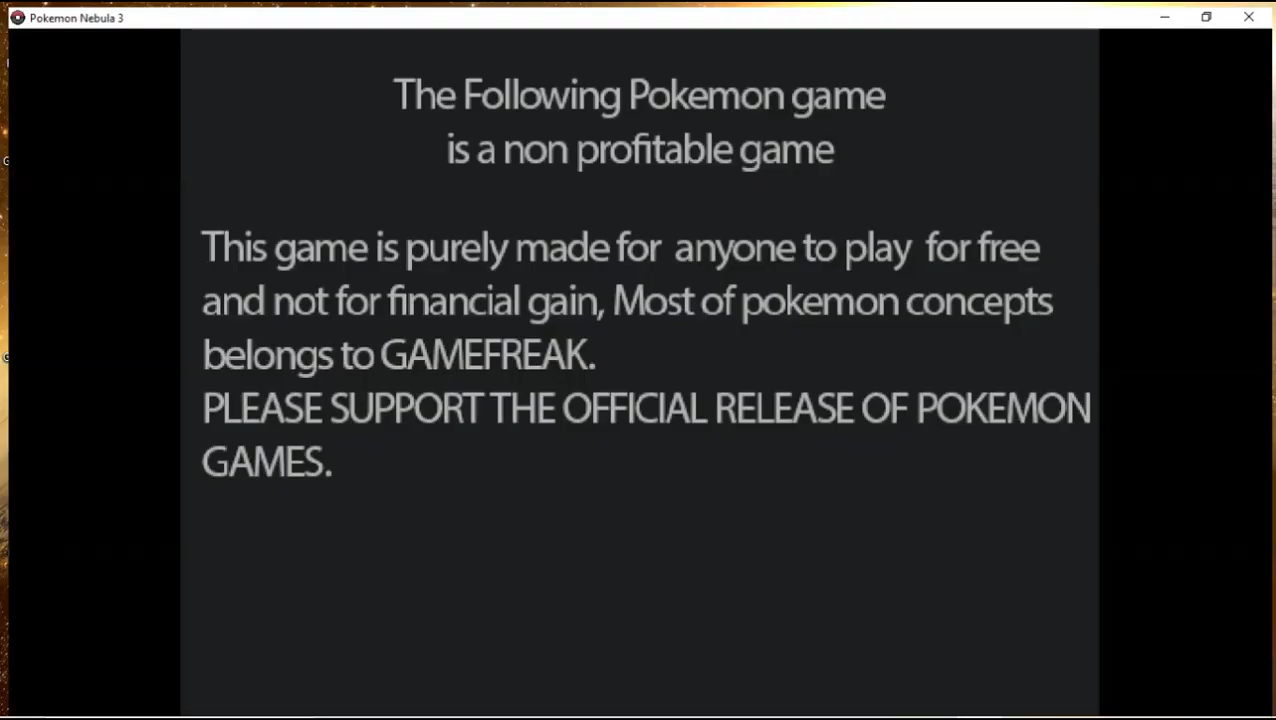 Pokemon Nebula 3
The Following Pokemon game
is a non profitable game
This game is purely made for anyone to play for free
and not for financial gain, Most of pokemon concepts
belongs to GAMEFREAK.
PLEASE SUPPORT THE OFFICIAL RELEASE OF POKEMON
GAMES.